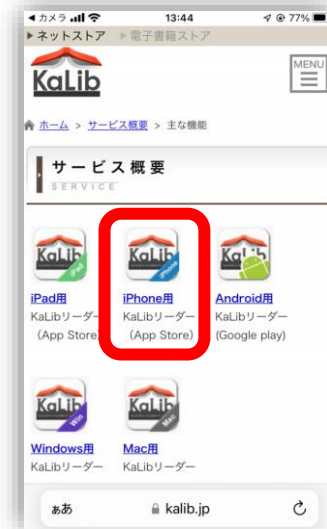 カメラ 13:44 77%
ネットストア 電子書籍ストア
KaLib
MENU
ホーム > サービス概要 > 主な機能
サービス概要
SERVICE
KaLib iPad KaLib iPhone KaLib
iPad用 iPhone用 Android用
KaLibリーダー KaLibリーダー KaLibリーダー
(App Store) (App Store) (Google play)
KaLib Win KaLib Mac
Windows用 Mac用
KaLibリーダー KaLibリーダー
ああ kalib.jp